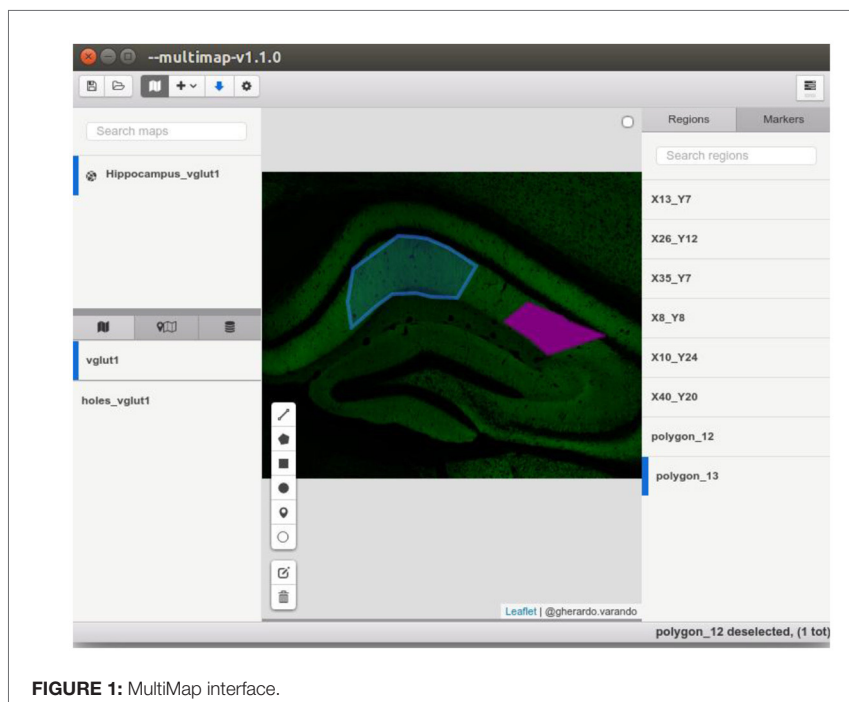 --multimap-v1.1.0
Search maps
Hippocampus_vglut1
vglut1
holes_vglut1
Regions
Markers
Search regions
X13_Y7
X26_Y12
X35_Y7
X8_Y8
X10_Y24
X40_Y20
polygon_12
polygon_13
Leaflet | @gherardo.varando
polygon_12 deselected, (1 tot)
FIGURE 1: MultiMap interface.